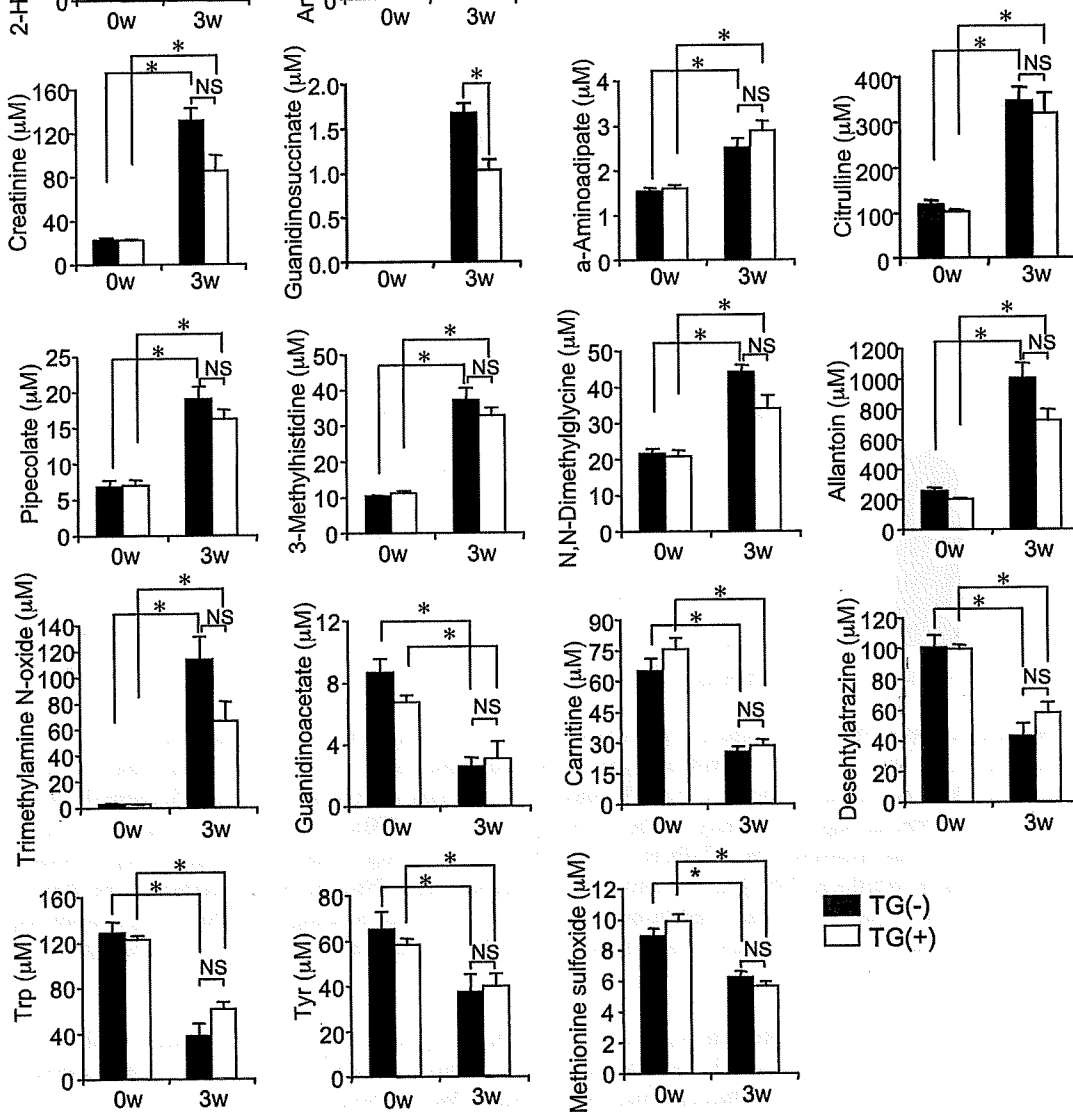 2-H
0
0w 3w
Ar
0
0w 3w
Creatinine (µM)
160
120
80
40
0
* * NS
0w 3w
Guanidinosuccinate (µM)
2.0
1.5
1.0
0.5
0.0
*
0w 3w
a-Aminoadipate (µM)
4
3
2
1
0
* * NS
0w 3w
Citrulline (µM)
400
300
200
100
0
* * NS
0w 3w
Pipecolate (µM)
25
20
15
10
5
0
* * NS
0w 3w
3-Methylhistidine (µM)
50
40
30
20
10
0
* * NS
0w 3w
N,N-Dimethylglycine (µM)
50
40
30
20
10
0
* * NS
0w 3w
Allantoin (µM)
1200
1000
800
600
400
200
0
* * NS
0w 3w
Trimethylamine N-oxide (µM)
140
120
100
80
60
40
20
0
* * NS
0w 3w
Guanidinoacetate (µM)
12
8
4
0
* * NS
0w 3w
Carnitine (µM)
90
75
60
45
30
15
0
* * NS
0w 3w
Desehtylatrazine (µM)
120
100
80
60
40
20
0
* * NS
0w 3w
Trp (µM)
160
120
80
40
0
* * NS
0w 3w
Tyr (µM)
80
60
40
20
0
* * NS
0w 3w
Methionine sulfoxide (µM)
12
10
8
6
4
2
0
* * NS
0w 3w
TG(-)
TG(+)